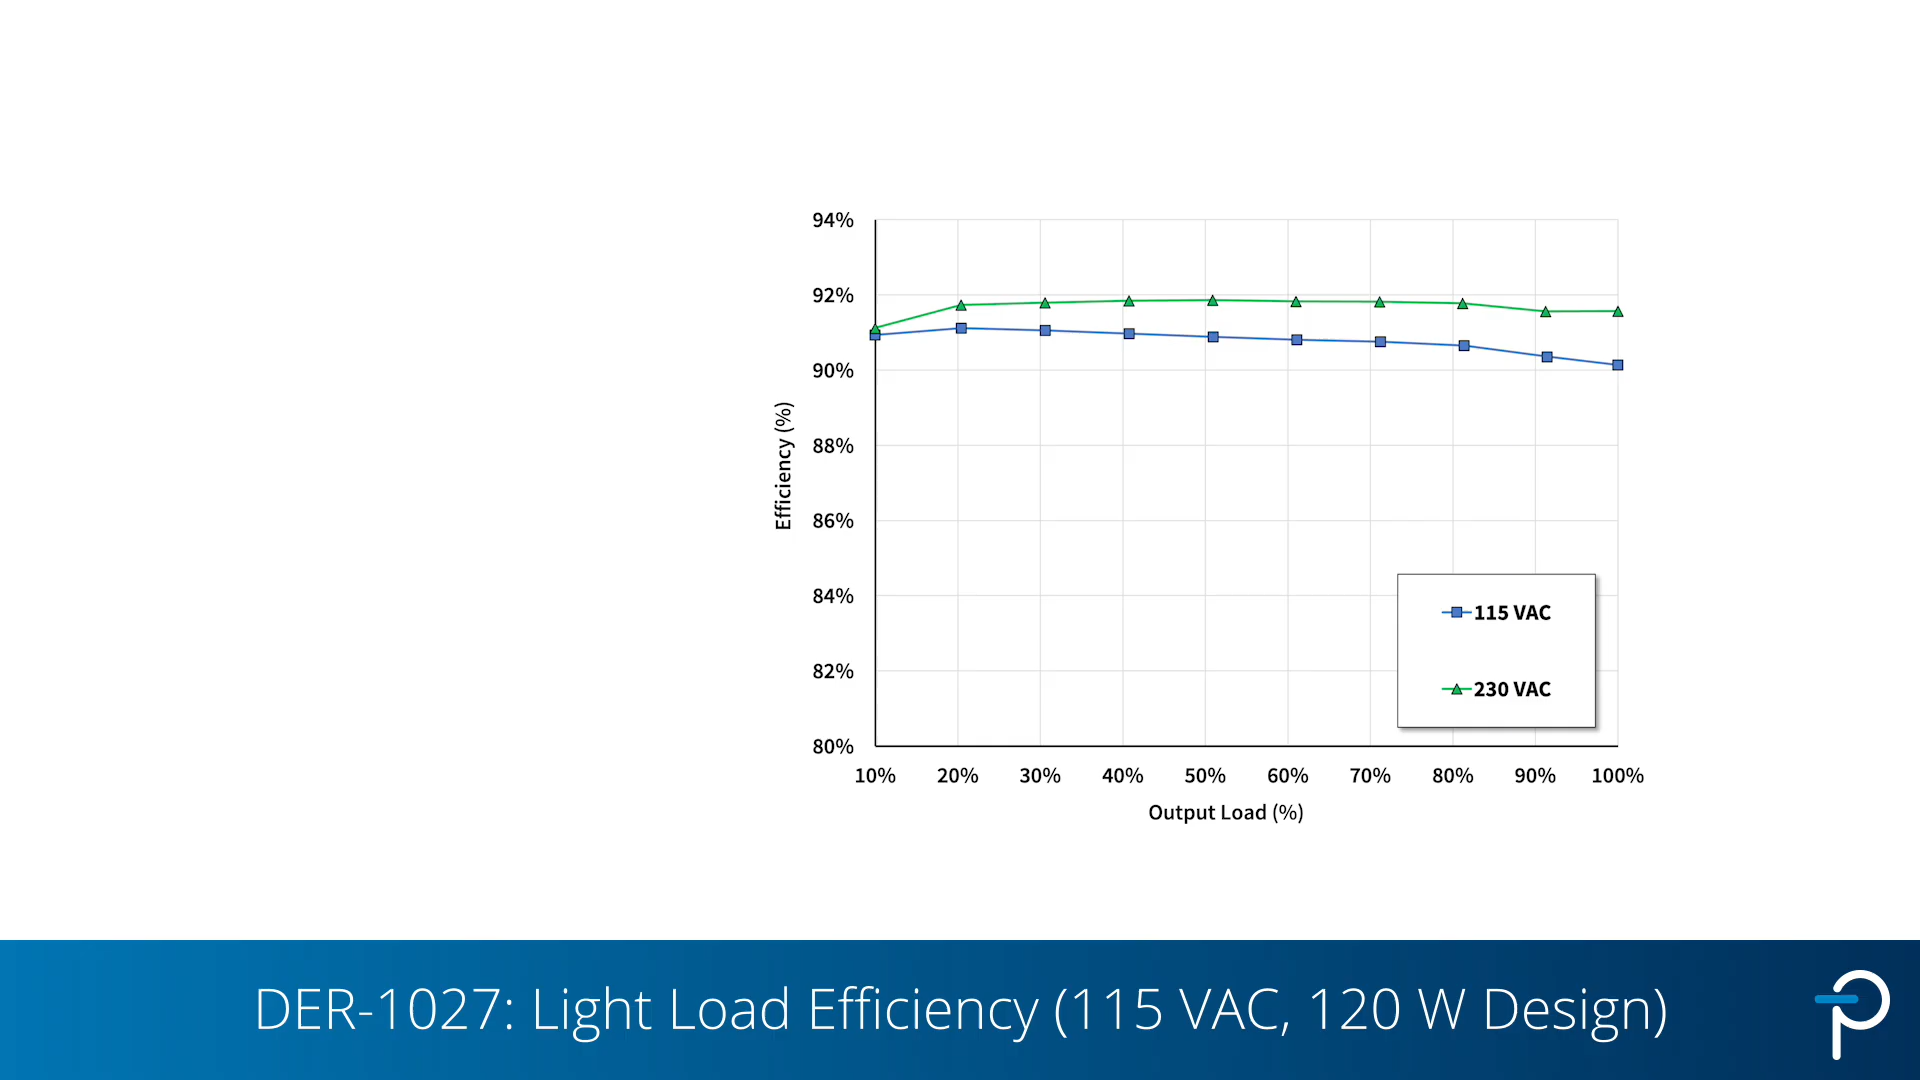 94%
92%
90%
88%
86%
84%
82%
80%
Efficiency (%)
10% 20% 30% 40% 50% 60% 70% 80% 90% 100%
Output Load (%)
115 VAC
230 VAC
DER-1027: Light Load Efficiency (115 VAC, 120 W Design)